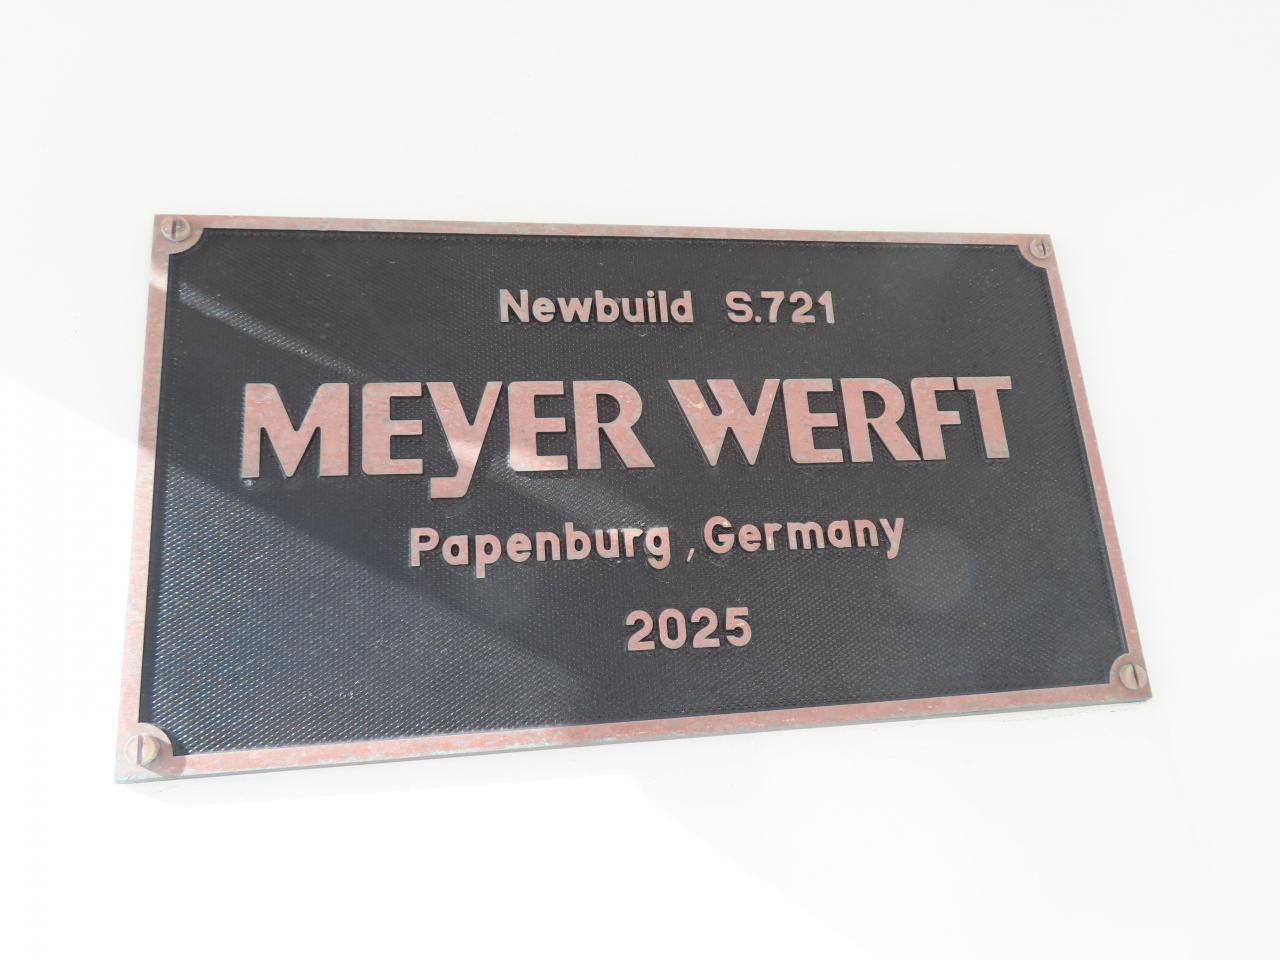 Newbuild S.721
MEYER WERFT
Papenburg , Germany
2025